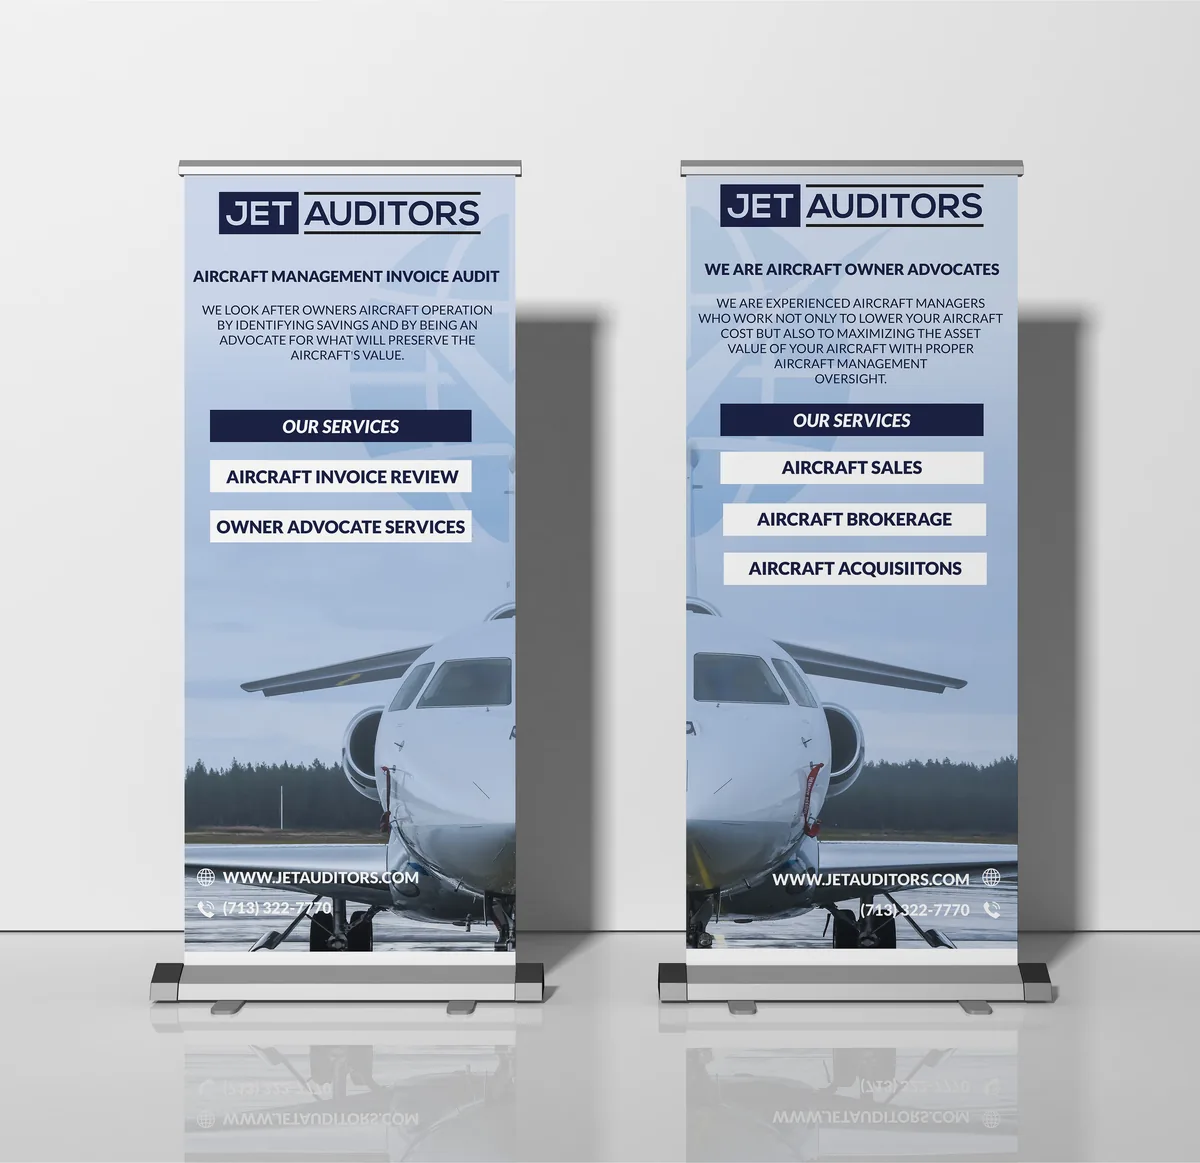 JET AUDITORS
AIRCRAFT MANAGEMENT INVOICE AUDIT
WE LOOK AFTER OWNERS AIRCRAFT OPERATION
BY IDENTIFYING SAVINGS AND BY BEING AN
ADVOCATE FOR WHAT WILL PRESERVE THE
AIRCRAFT'S VALUE.
OUR SERVICES
AIRCRAFT INVOICE REVIEW
OWNER ADVOCATE SERVICES
WWW.JETAUDITORS.COM
(713) 322-7770
JET AUDITORS
WE ARE AIRCRAFT OWNER ADVOCATES
WE ARE EXPERIENCED AIRCRAFT MANAGERS
WHO WORK NOT ONLY TO LOWER YOUR AIRCRAFT
COST BUT ALSO TO MAXIMIZING THE ASSET
VALUE OF YOUR AIRCRAFT WITH PROPER
AIRCRAFT MANAGEMENT
OVERSIGHT.
OUR SERVICES
AIRCRAFT SALES
AIRCRAFT BROKERAGE
AIRCRAFT ACQUISIITONS
WWW.JETAUDITORS.COM
(713) 322-7770